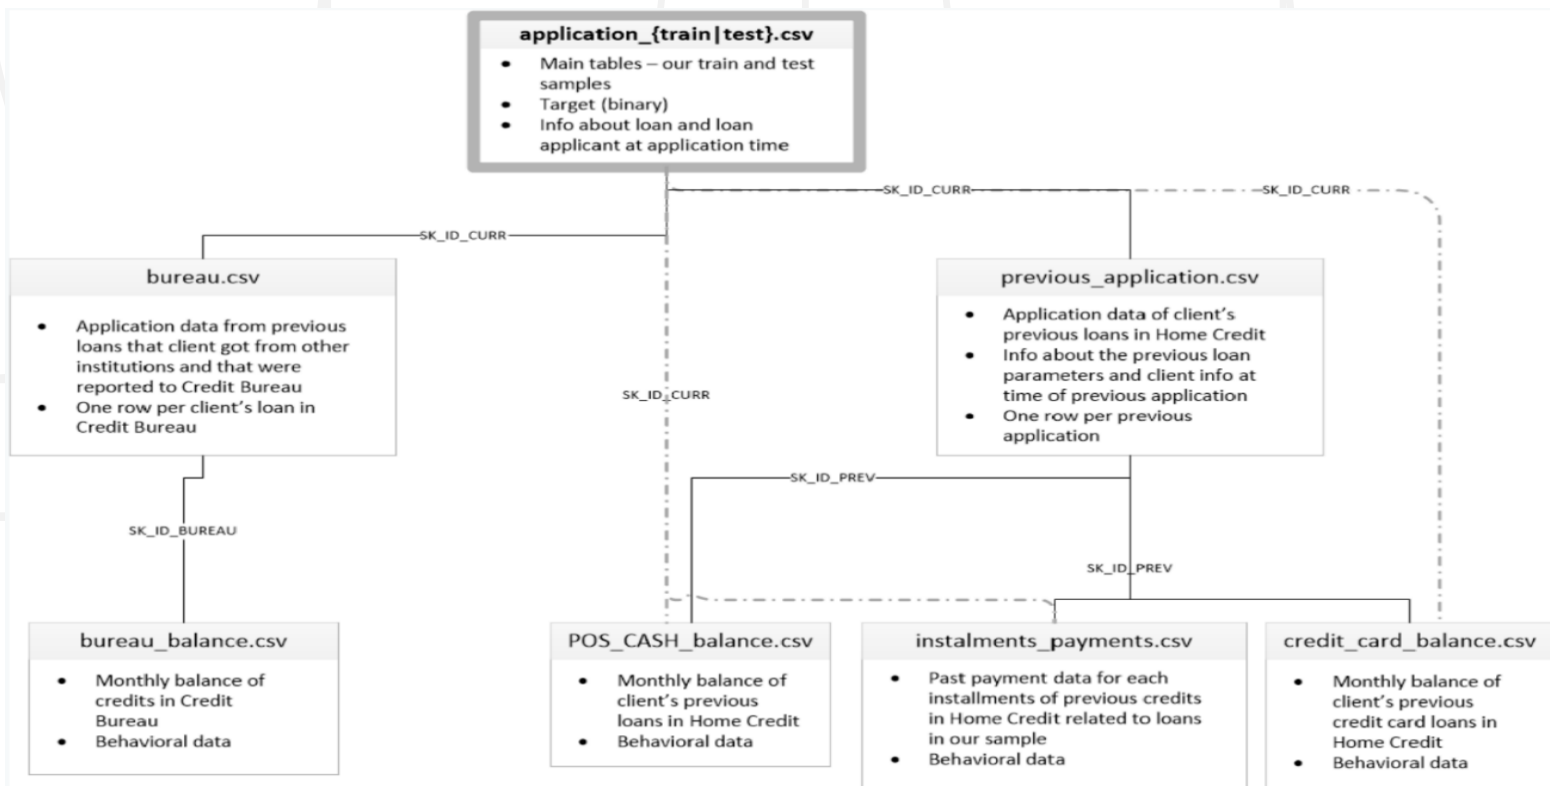 application_{train|test}.csv
• Main tables – our train and test
samples
• Target (binary)
• Info about loan and loan
applicant at application time
SK_ID_CURR
SK_ID_CURR
SK_ID_CURR
bureau.csv
• Application data from previous
loans that client got from other
institutions and that were
reported to Credit Bureau
• One row per client's loan in
Credit Bureau
previous_application.csv
• Application data of client's
previous loans in Home Credit
• Info about the previous loan
parameters and client info at
time of previous application
• One row per previous
application
SK_ID_CURR
SK_ID_PREV
SK_ID_BUREAU
SK_ID_PREV
bureau_balance.csv
• Monthly balance of
credits in Credit
Bureau
• Behavioral data
POS_CASH_balance.csv
• Monthly balance of
client's previous
loans in Home Credit
• Behavioral data
instalments_payments.csv
• Past payment data for each
installments of previous credits
in Home Credit related to loans
in our sample
• Behavioral data
credit_card_balance.csv
• Monthly balance of
client's previous
credit card loans in
Home Credit
• Behavioral data